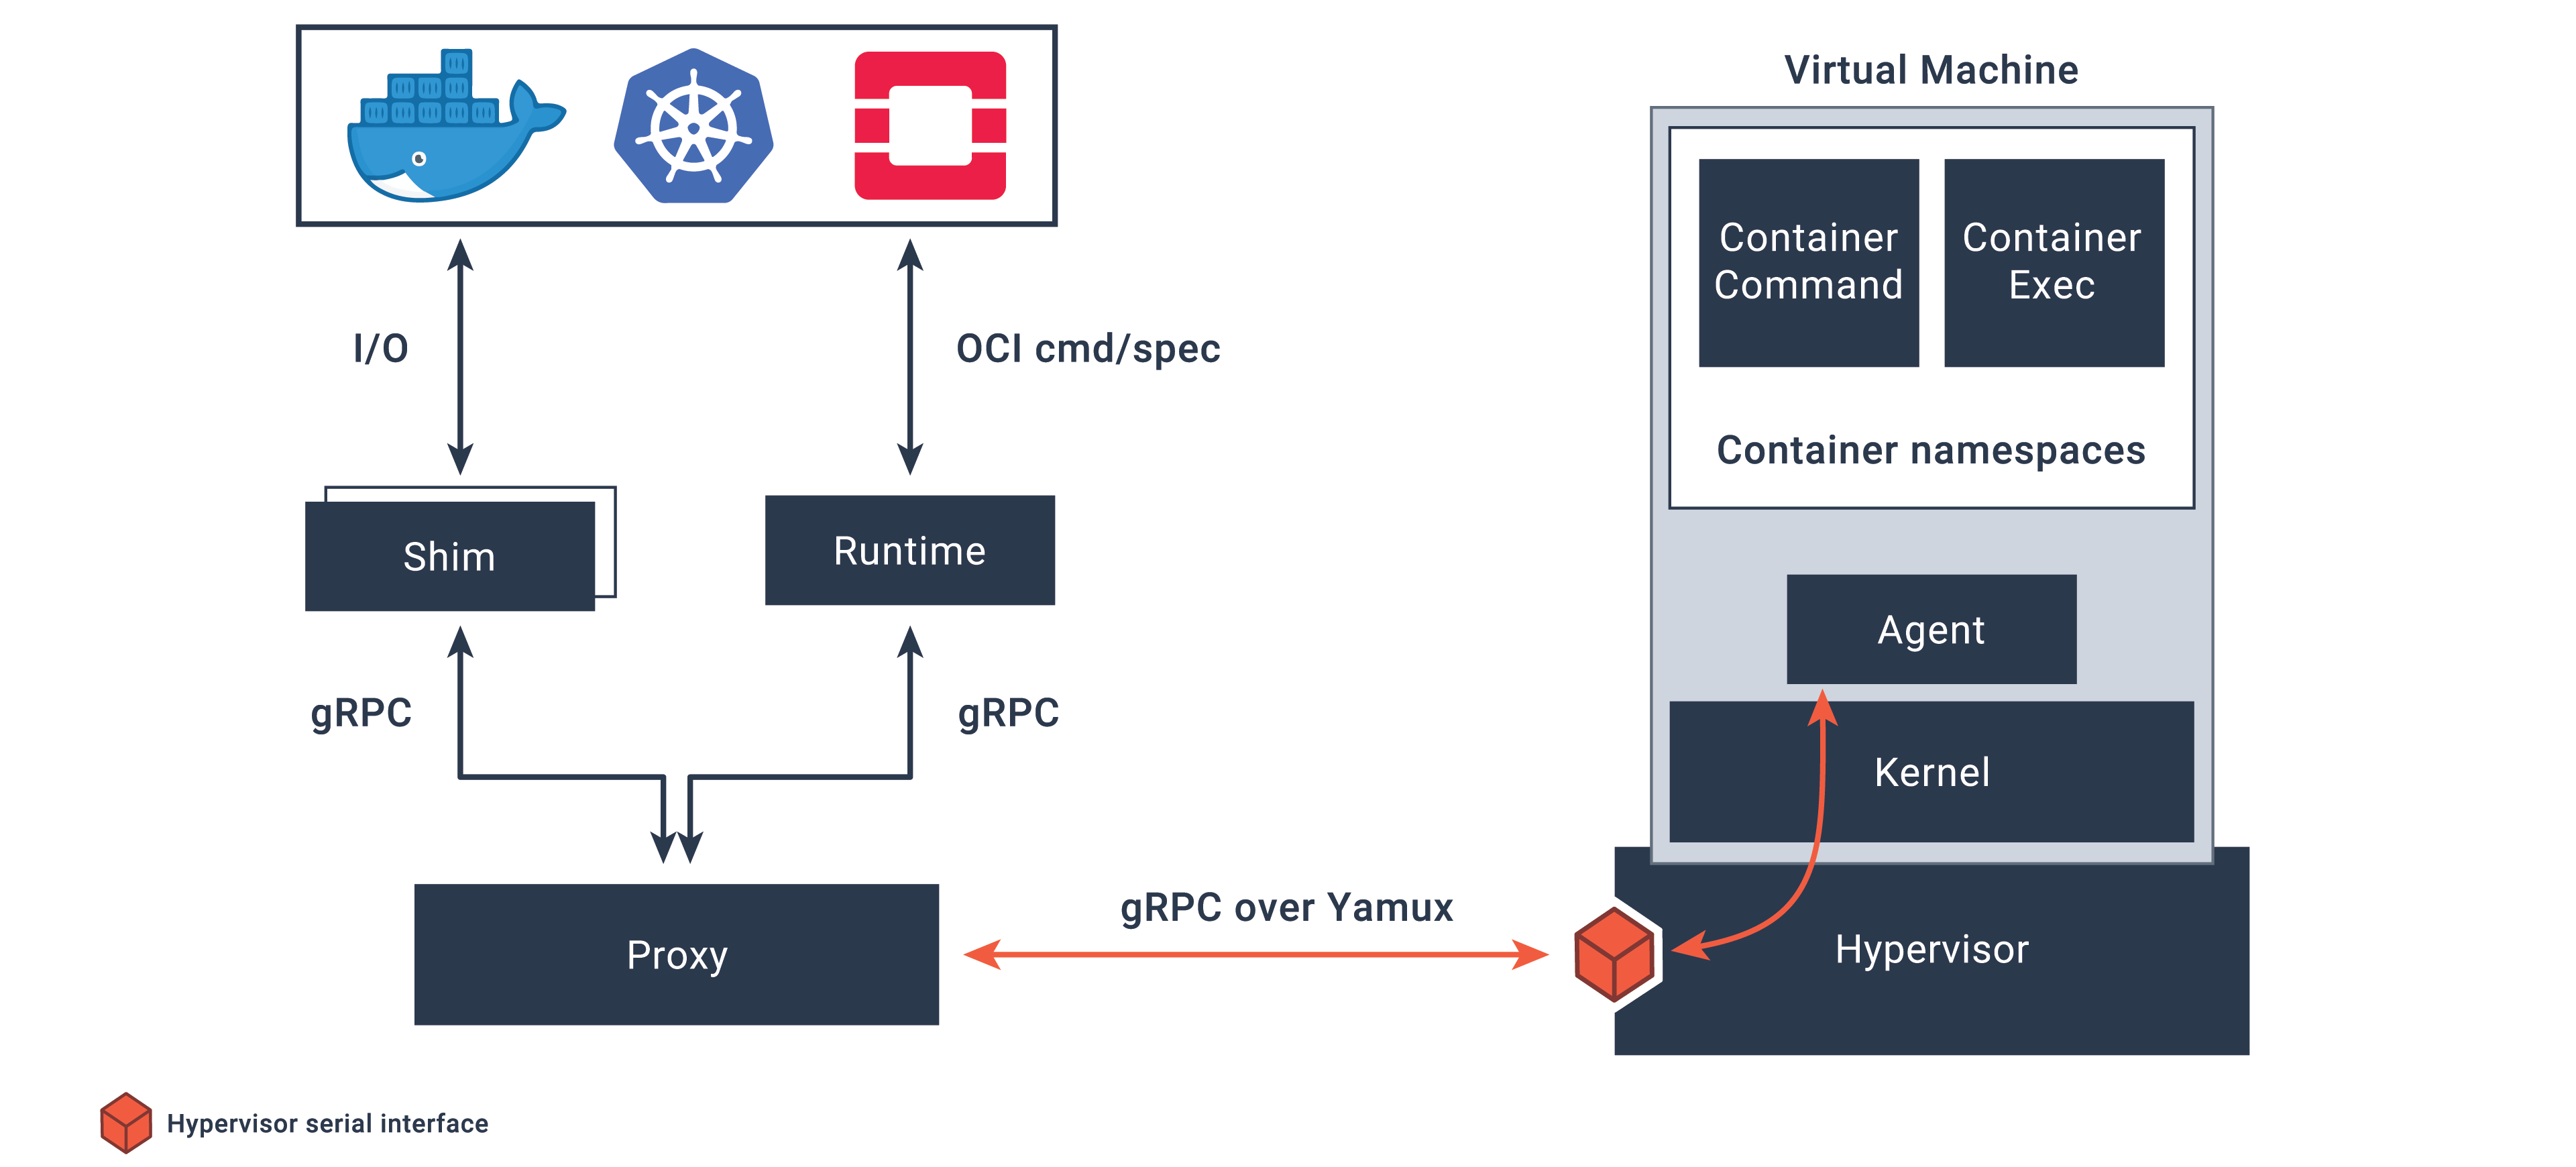 Virtual Machine
Container
Command
Container
Exec
I/O
OCI cmd/spec
Container namespaces
Shim
Runtime
Agent
gRPC
gRPC
Kernel
gRPC over Yamux
Proxy
Hypervisor
Hypervisor serial interface